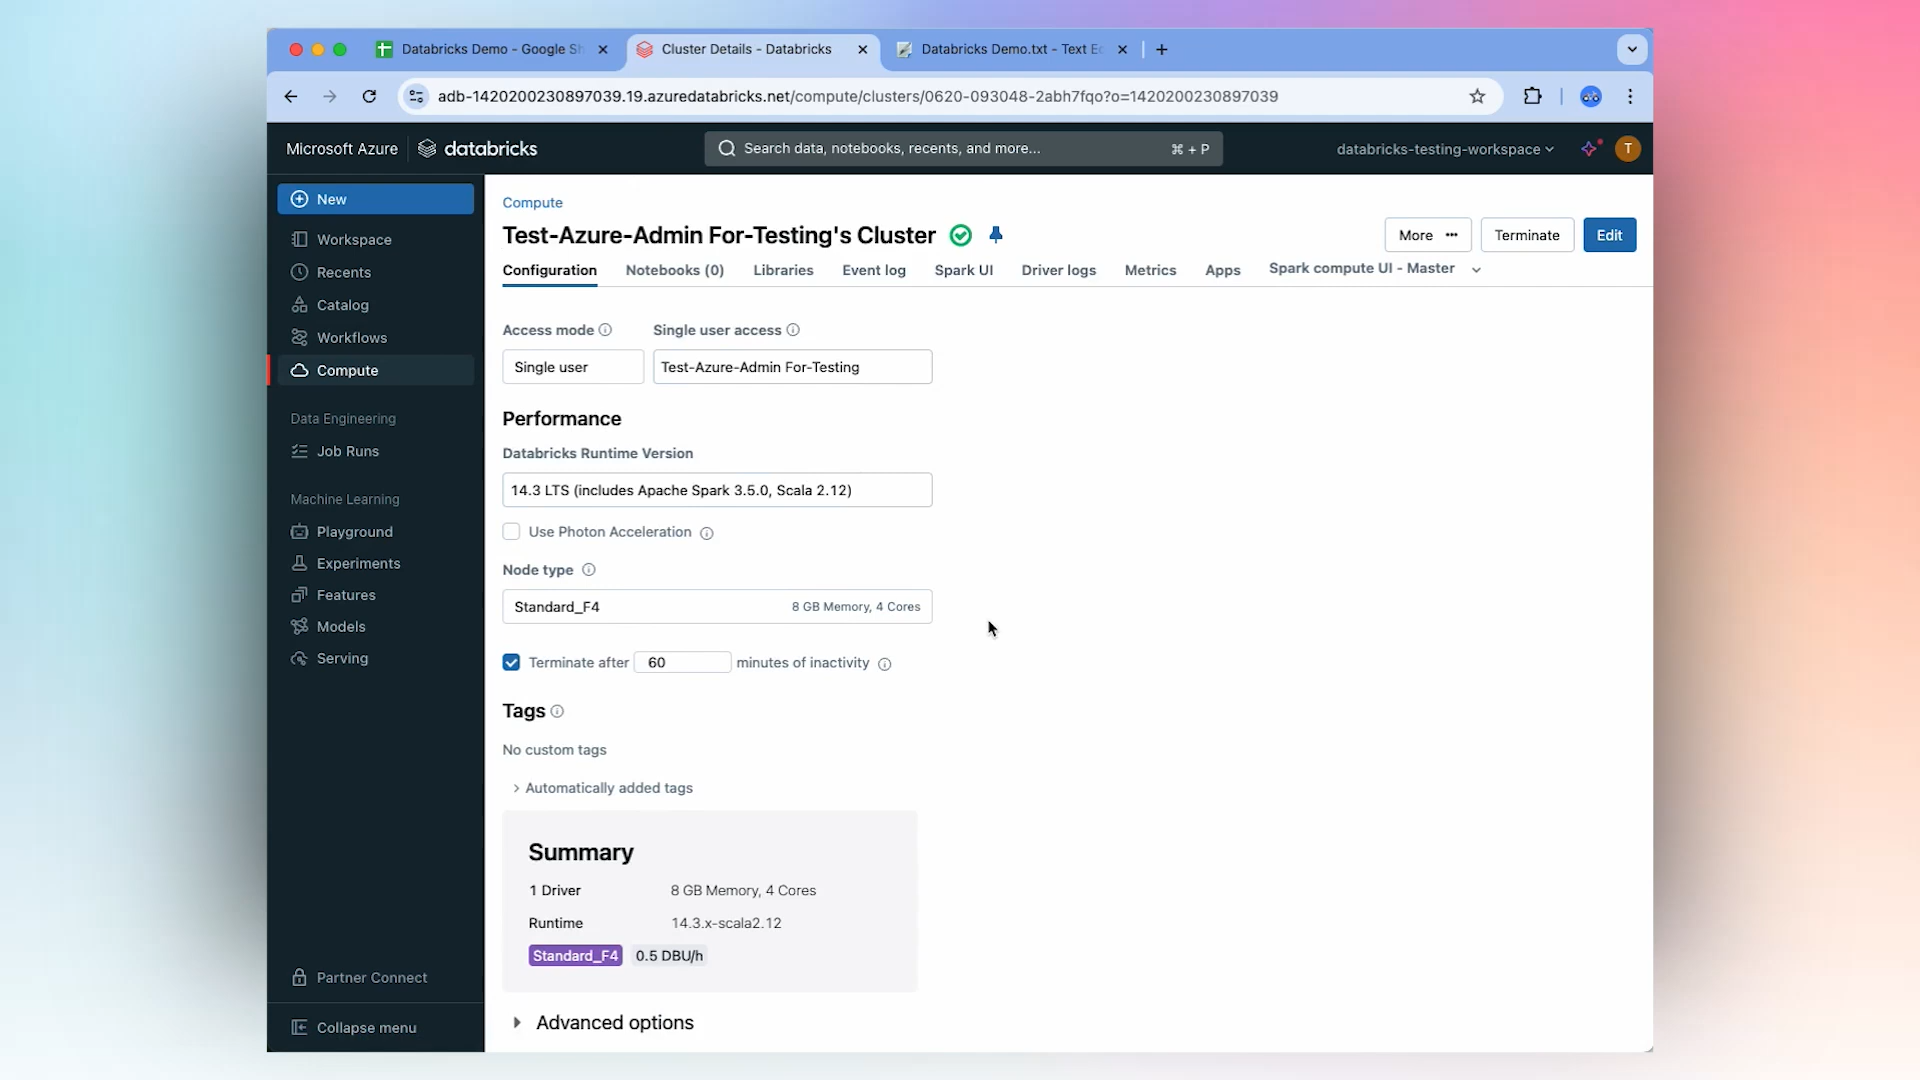 Databricks Demo - Google Sh
Cluster Details - Databricks
Databricks Demo.txt - Text E
adb-1420200230897039.19.azuredatabricks.net/compute/clusters/0620-093048-2abh7fqo?o=1420200230897039
Microsoft Azure
databricks
Search data, notebooks, recents, and more...
⌘ + P
databricks-testing-workspace
T
New
Workspace
Recents
Catalog
Workflows
Compute
Data Engineering
Job Runs
Machine Learning
Playground
Experiments
Features
Models
Serving
Partner Connect
Collapse menu
Compute
Test-Azure-Admin For-Testing's Cluster
More ···
Terminate
Edit
Configuration
Notebooks (0)
Libraries
Event log
Spark UI
Driver logs
Metrics
Apps
Spark compute UI - Master
Access mode
Single user access
Single user
Test-Azure-Admin For-Testing
Performance
Databricks Runtime Version
14.3 LTS (includes Apache Spark 3.5.0, Scala 2.12)
Use Photon Acceleration
Node type
Standard_F4 8 GB Memory, 4 Cores
Terminate after 60 minutes of inactivity
Tags
No custom tags
Automatically added tags
Summary
1 Driver 8 GB Memory, 4 Cores
Runtime 14.3.x-scala2.12
Standard_F4 0.5 DBU/h
Advanced options